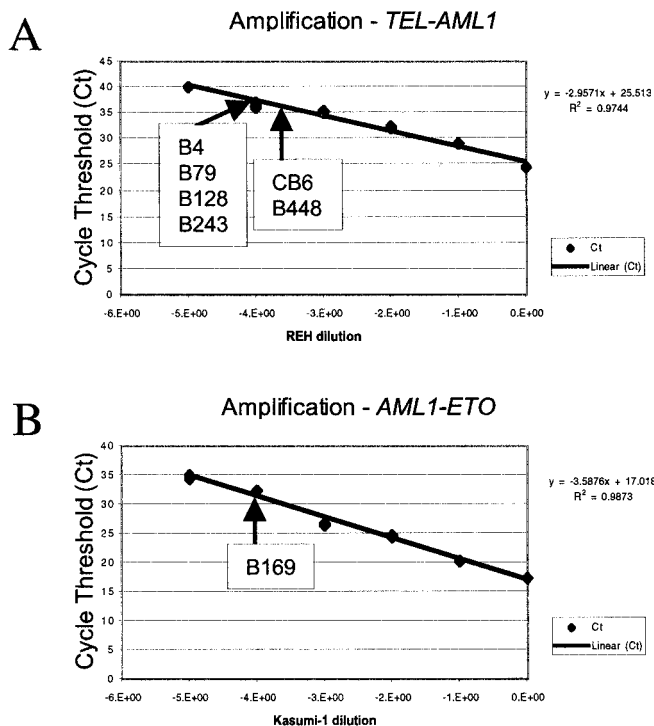 A
Amplification - TEL-AML1
Cycle Threshold (Ct)
45
40
35
30
25
20
15
10
5
0
-6.E+00 -5.E+00 -4.E+00 -3.E+00 -2.E+00 -1.E+00 0.E+00
REH dilution
B4
B79
B128
B243
CB6
B448
y = -2.9571x + 25.513
R² = 0.9744
Ct
Linear (Ct)
B
Amplification - AML1-ETO
Cycle Threshold (Ct)
40
35
30
25
20
15
10
5
0
-6.E+00 -5.E+00 -4.E+00 -3.E+00 -2.E+00 -1.E+00 0.E+00
Kasumi-1 dilution
B169
y = -3.5876x + 17.018
R² = 0.9873
Ct
Linear (Ct)